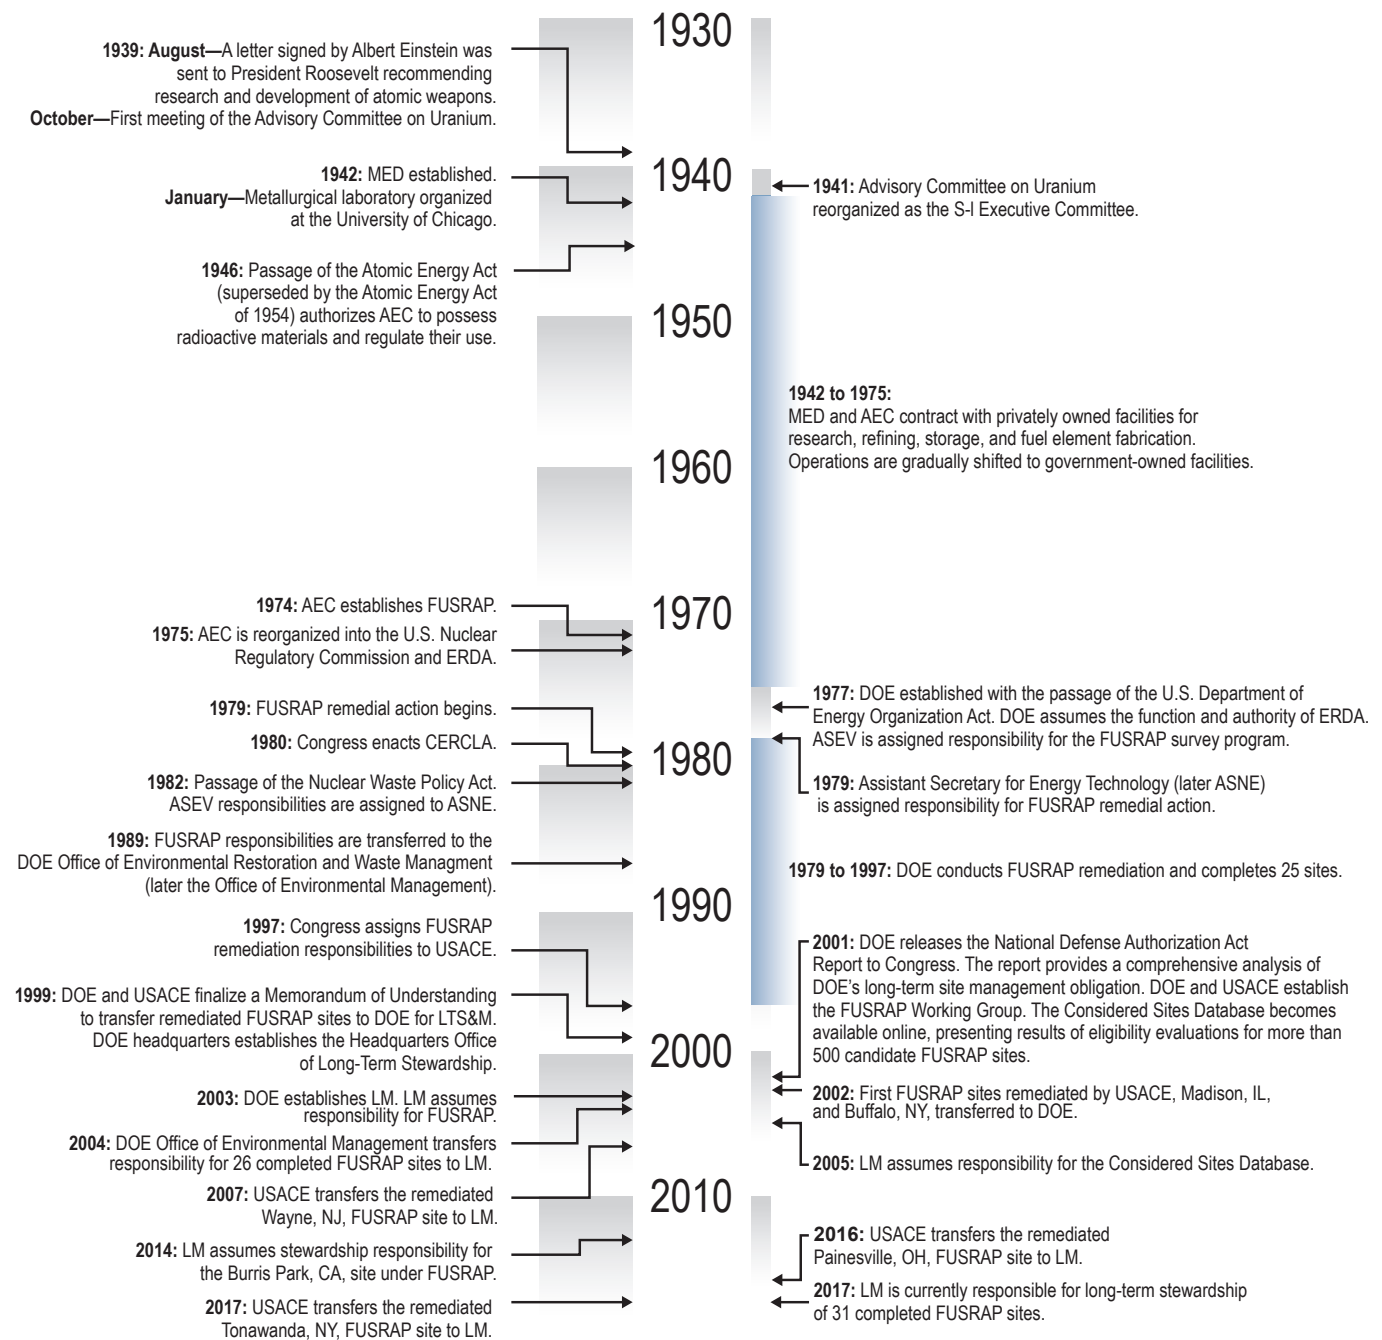 1930
1939: August—A letter signed by Albert Einstein was
sent to President Roosevelt recommending
research and development of atomic weapons.
October—First meeting of the Advisory Committee on Uranium.
1940
1942: MED established.
January—Metallurgical laboratory organized
at the University of Chicago.
1941: Advisory Committee on Uranium
reorganized as the S-I Executive Committee.
1946: Passage of the Atomic Energy Act
(superseded by the Atomic Energy Act
of 1954) authorizes AEC to possess
radioactive materials and regulate their use.
1950
1942 to 1975:
MED and AEC contract with privately owned facilities for
research, refining, storage, and fuel element fabrication.
Operations are gradually shifted to government-owned facilities.
1960
1970
1974: AEC establishes FUSRAP.
1975: AEC is reorganized into the U.S. Nuclear
Regulatory Commission and ERDA.
1977: DOE established with the passage of the U.S. Department of
Energy Organization Act. DOE assumes the function and authority of ERDA.
ASEV is assigned responsibility for the FUSRAP survey program.
1979: FUSRAP remedial action begins.
1980: Congress enacts CERCLA.
1980
1982: Passage of the Nuclear Waste Policy Act.
ASEV responsibilities are assigned to ASNE.
1979: Assistant Secretary for Energy Technology (later ASNE)
is assigned responsibility for FUSRAP remedial action.
1989: FUSRAP responsibilities are transferred to the
DOE Office of Environmental Restoration and Waste Managment
(later the Office of Environmental Management).
1979 to 1997: DOE conducts FUSRAP remediation and completes 25 sites.
1990
1997: Congress assigns FUSRAP
remediation responsibilities to USACE.
1999: DOE and USACE finalize a Memorandum of Understanding
to transfer remediated FUSRAP sites to DOE for LTS&M.
DOE headquarters establishes the Headquarters Office
of Long-Term Stewardship.
2001: DOE releases the National Defense Authorization Act
Report to Congress. The report provides a comprehensive analysis of
DOE's long-term site management obligation. DOE and USACE establish
the FUSRAP Working Group. The Considered Sites Database becomes
available online, presenting results of eligibility evaluations for more than
500 candidate FUSRAP sites.
2000
2003: DOE establishes LM. LM assumes
responsibility for FUSRAP.
2002: First FUSRAP sites remediated by USACE, Madison, IL,
and Buffalo, NY, transferred to DOE.
2004: DOE Office of Environmental Management transfers
responsibility for 26 completed FUSRAP sites to LM.
2005: LM assumes responsibility for the Considered Sites Database.
2007: USACE transfers the remediated
Wayne, NJ, FUSRAP site to LM.
2010
2014: LM assumes stewardship responsibility for
the Burris Park, CA, site under FUSRAP.
2016: USACE transfers the remediated
Painesville, OH, FUSRAP site to LM.
2017: USACE transfers the remediated
Tonawanda, NY, FUSRAP site to LM.
2017: LM is currently responsible for long-term stewardship
of 31 completed FUSRAP sites.